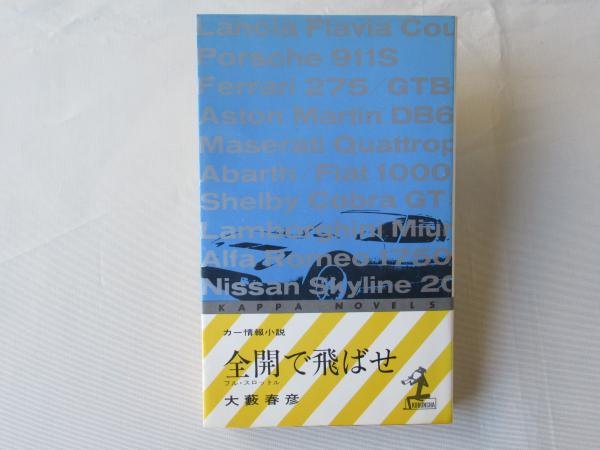 Lancia Flavia Cou
Porsche 911S
Ferrari 275/GTB
Aston Martin DB6
Maserati Quattrop
Abarth/Fiat 1000
Shelby Cobra GT
Lamborghini Miur
Alfa Romeo 1750
Nissan Skyline 20
KAPPA NOVELS
カー情報小説
全開で飛ばせ
フル・スロットル
大藪春彦
KOBUNSHA